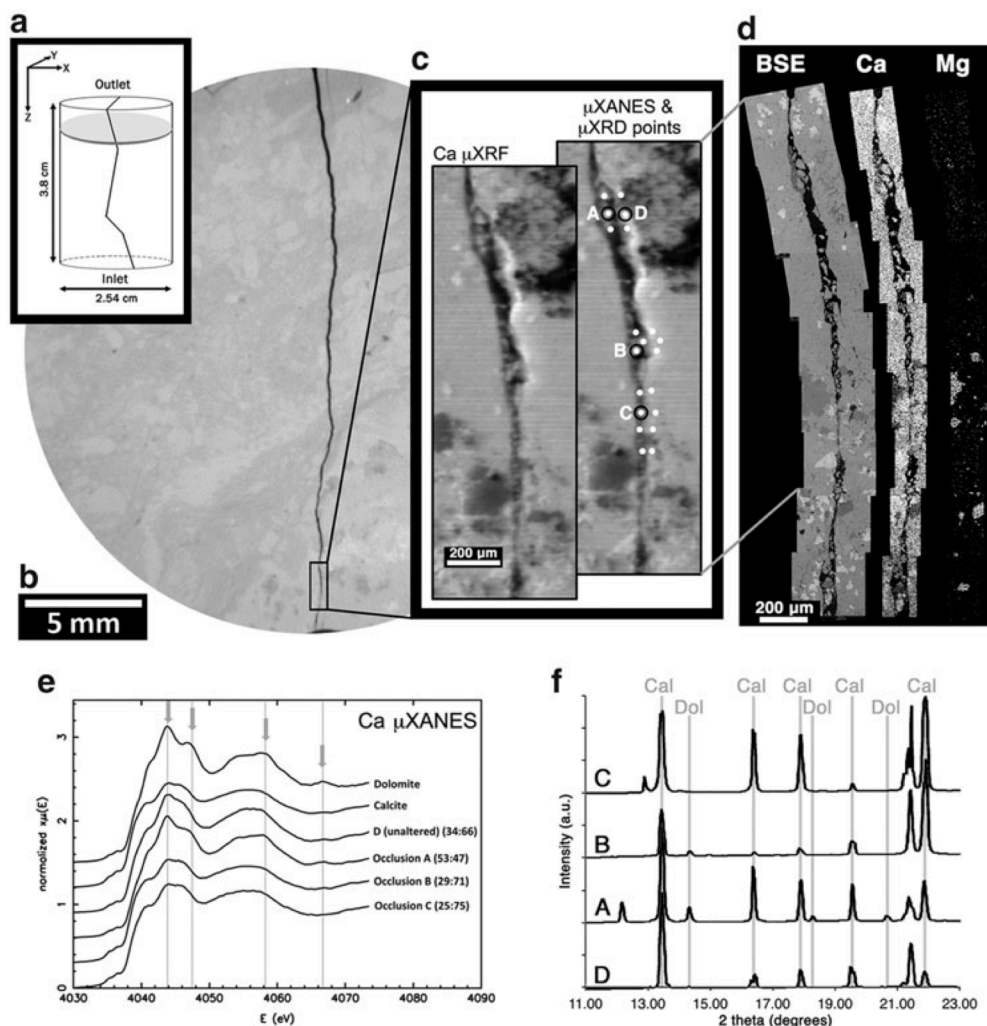 a
Y
X
Z
Outlet
3.8 cm
Inlet
2.54 cm
b
5 mm
c
Ca µXRF
µXANES &
µXRD points
A
D
B
C
200 µm
d
BSE Ca Mg
200 µm
e
Ca µXANES
normalized xµ(E)
3
2
1
0
Dolomite
Calcite
D (unaltered) (34:66)
Occlusion A (53:47)
Occlusion B (29:71)
Occlusion C (25:75)
4030 4040 4050 4060 4070 4080 4090
E (eV)
f
Cal Cal Cal Cal Cal
Dol Dol Dol
Intensity (a.u.)
C
B
A
D
11.00 13.00 15.00 17.00 19.00 21.00 23.00
2 theta (degrees)